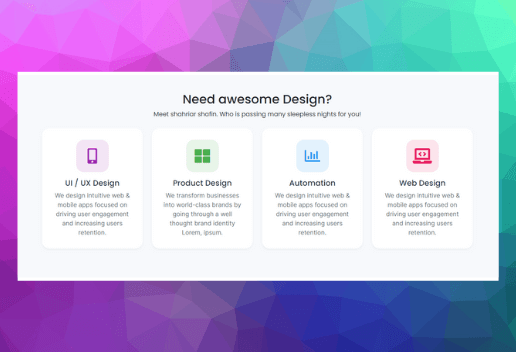 Need awesome Design?
Meet shahriar shofin. Who is passing many sleepless nights for you!
UI / UX Design
We design intuitive web &
mobile apps focused on
driving user engagement
and increasing users
retention.
Product Design
We transform businesses
into world-class brands by
going through a well
thought brand identity
Lorem, ipsum.
Automation
We design intuitive web &
mobile apps focused on
driving user engagement
and increasing users
retention.
Web Design
We design intuitive web &
mobile apps focused on
driving user engagement
and increasing users
retention.